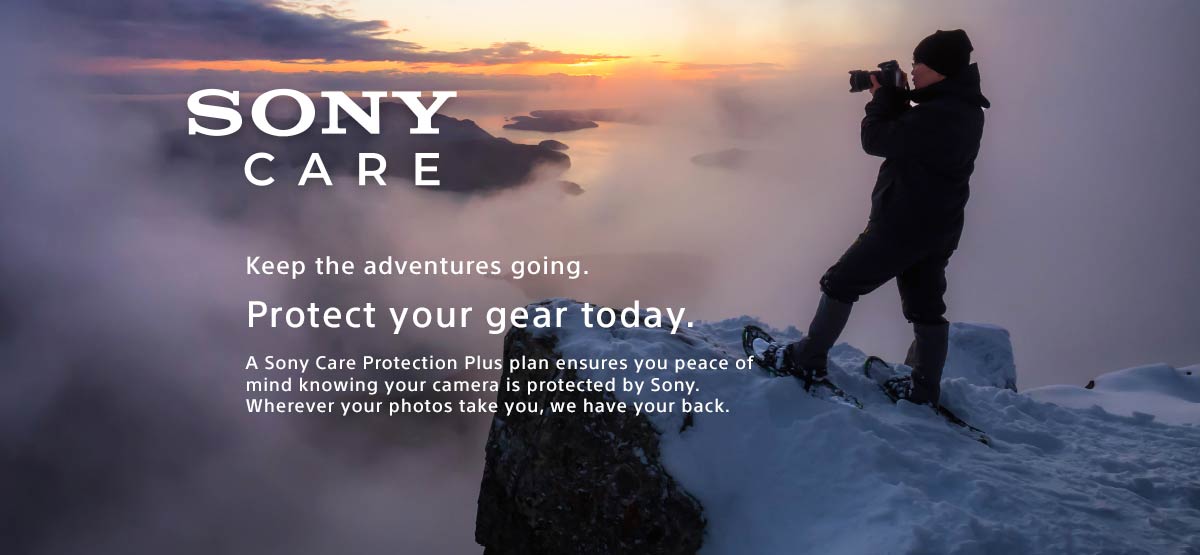 SONY
CARE
Keep the adventures going.
Protect your gear today.
A Sony Care Protection Plus plan ensures you peace of
mind knowing your camera is protected by Sony.
Wherever your photos take you, we have your back.